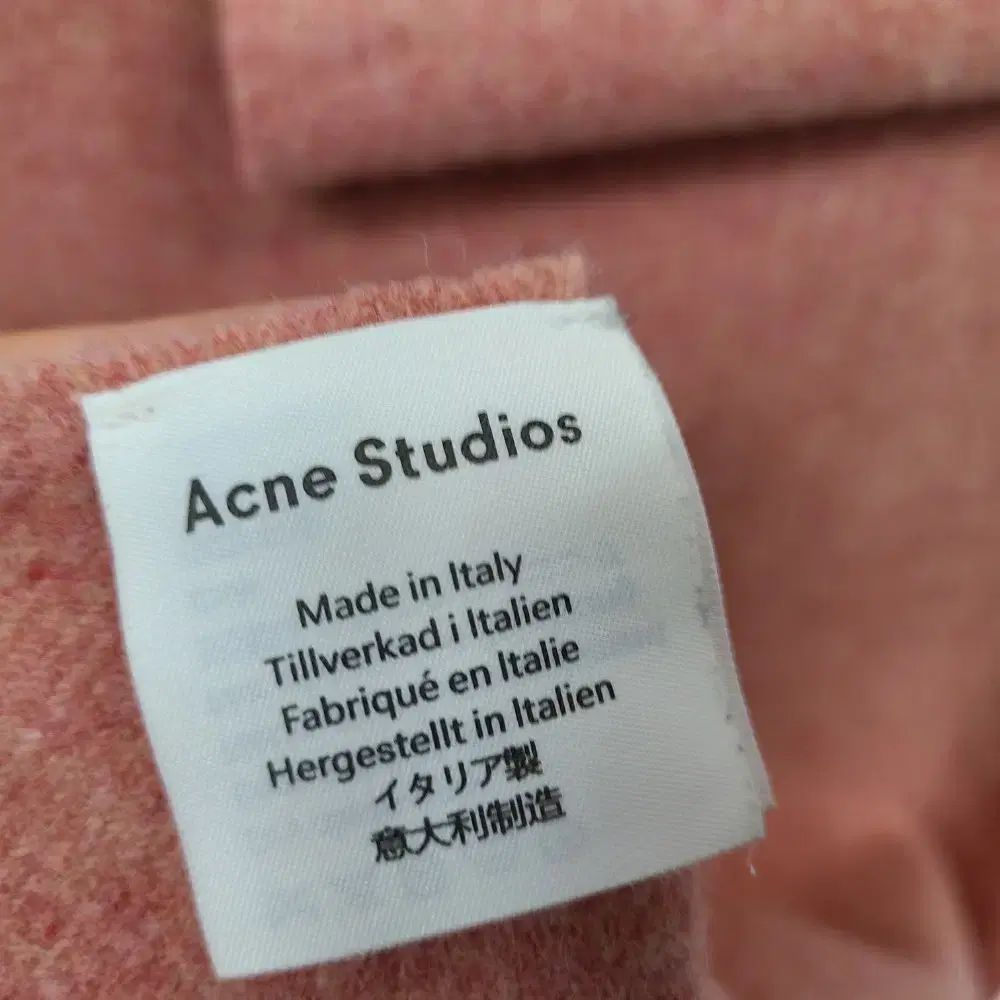 Acne Studios
Made in Italy
Tillverkad i Italien
Fabriqué en Italie
Hergestellt in Italien
イタリア製
意大利制造